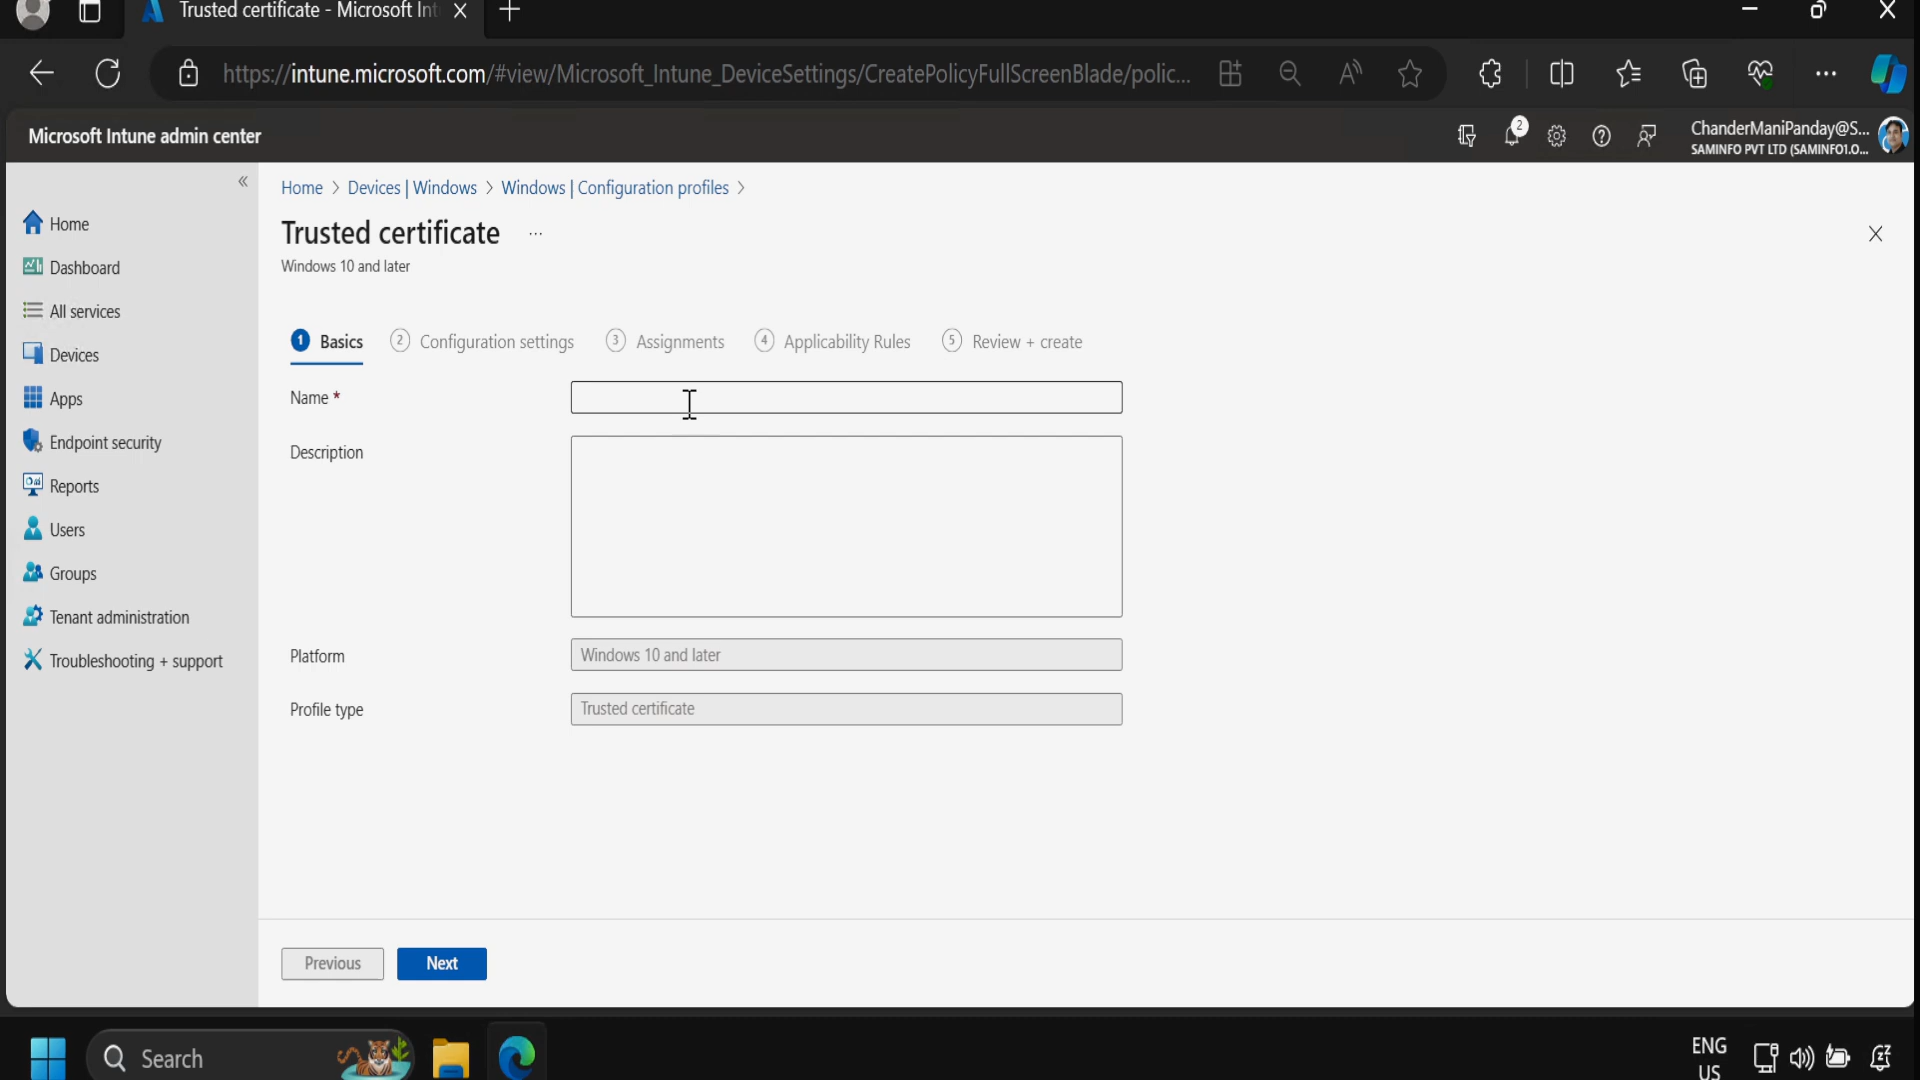 Trusted certificate - Microsoft Int
https://intune.microsoft.com/#view/Microsoft_Intune_DeviceSettings/CreatePolicyFullScreenBlade/polic...
Microsoft Intune admin center
2
ChanderManiPanday@S...
SAMINFO PVT LTD (SAMINFO1.O...
Home > Devices | Windows > Windows | Configuration profiles >
Trusted certificate ...
Windows 10 and later
Home
Dashboard
All services
Devices
Apps
Endpoint security
Reports
Users
Groups
Tenant administration
Troubleshooting + support
1 Basics 2 Configuration settings 3 Assignments 4 Applicability Rules 5 Review + create
Name *
Description
Platform Windows 10 and later
Profile type Trusted certificate
Previous Next
Search
ENG
US